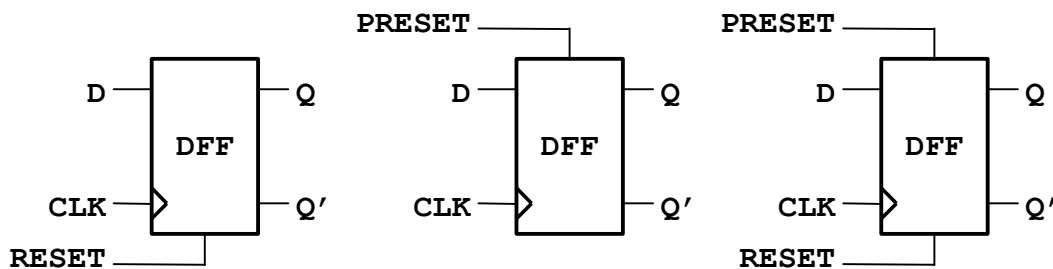 PRESET PRESET
D Q D Q D Q
DFF DFF DFF
CLK Q′ CLK Q′ CLK Q′
RESET RESET